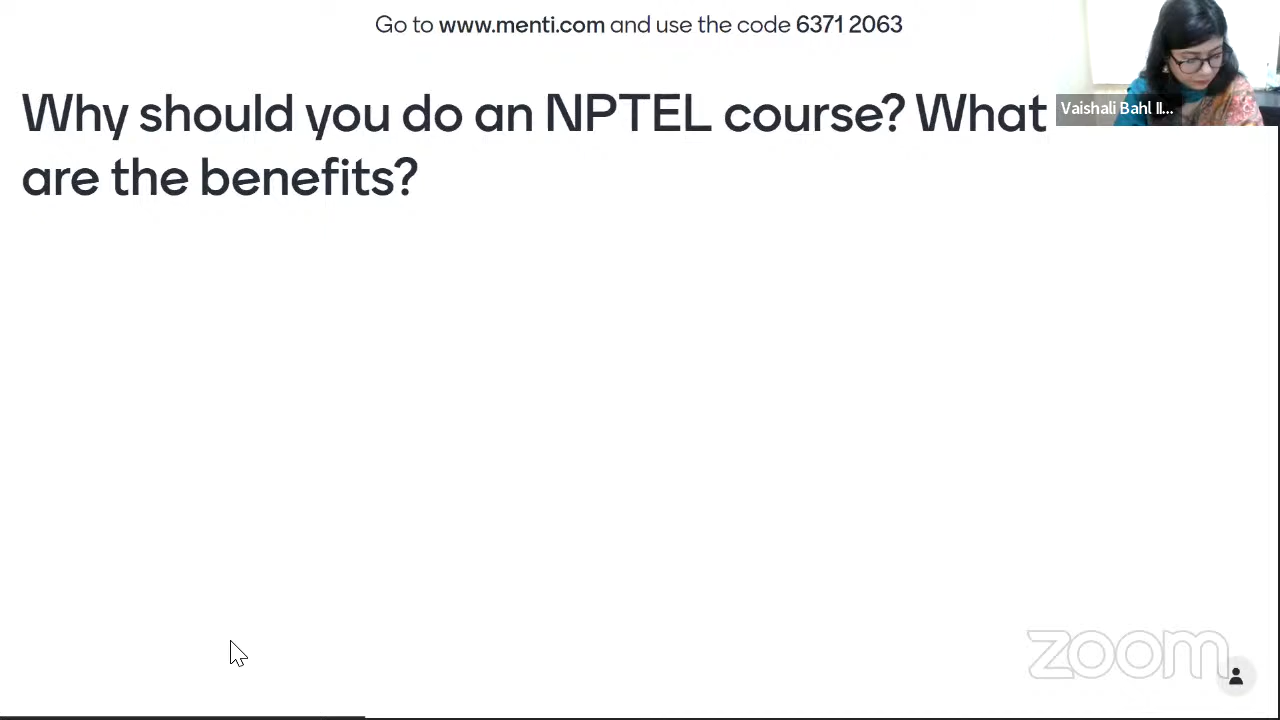 Go to www.menti.com and use the code 6371 2063
Why should you do an NPTEL course? What
are the benefits?
Vaishali Bahl II...
zoom